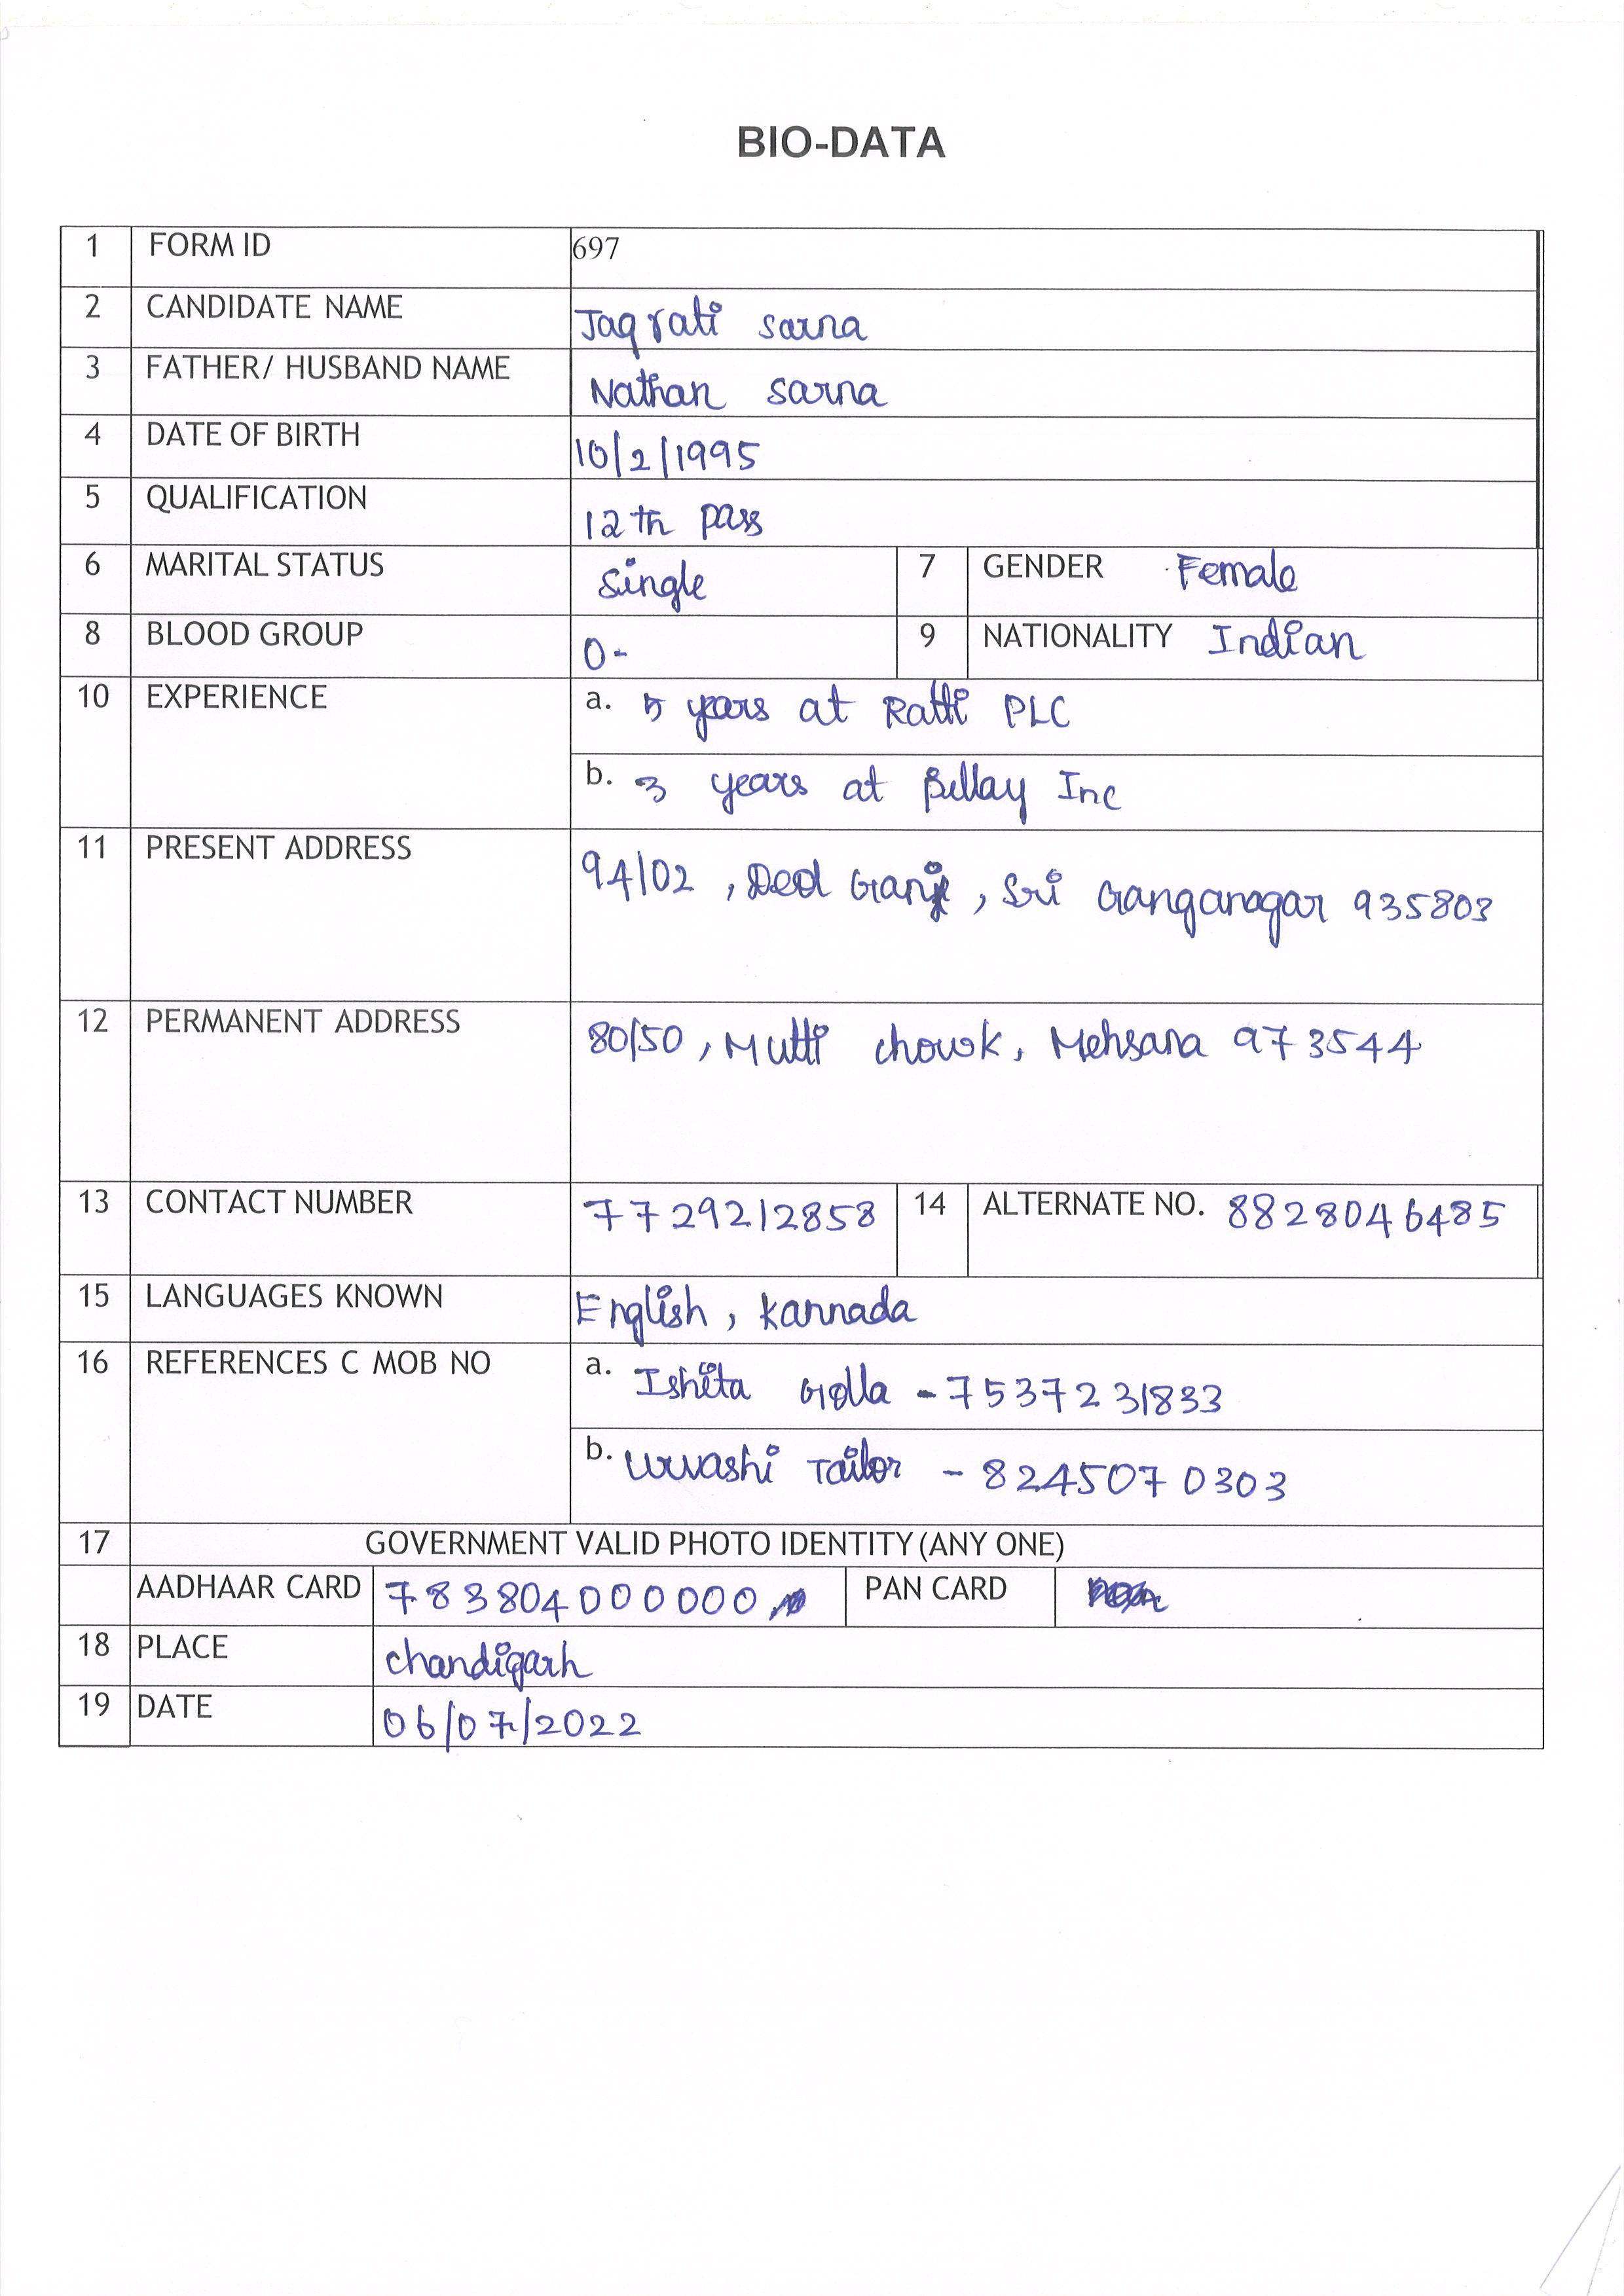 BIO-DATA
1 FORM ID 697
2 CANDIDATE NAME Jagrati Sarna
3 FATHER/ HUSBAND NAME Nathan Sarna
4 DATE OF BIRTH 10/2/1995
5 QUALIFICATION 12th pass
6 MARITAL STATUS Single 7 GENDER Female
8 BLOOD GROUP O- 9 NATIONALITY Indian
10 EXPERIENCE a. 5 years at Ratti PLC
b. 3 years at Bellay Inc
11 PRESENT ADDRESS 94/02, Deol Ganj, Sri Ganganagar 935803
12 PERMANENT ADDRESS 80/50, Mutti chowk, Mehsana 973544
13 CONTACT NUMBER 7729212858 14 ALTERNATE NO. 8828046485
15 LANGUAGES KNOWN English, Kannada
16 REFERENCES C MOB NO a. Ishita Golla - 7537231833
b. Urvashi Tailor - 8245070303
17 GOVERNMENT VALID PHOTO IDENTITY (ANY ONE)
AADHAAR CARD 783804000000 PAN CARD
18 PLACE chandigarh
19 DATE 06/07/2022